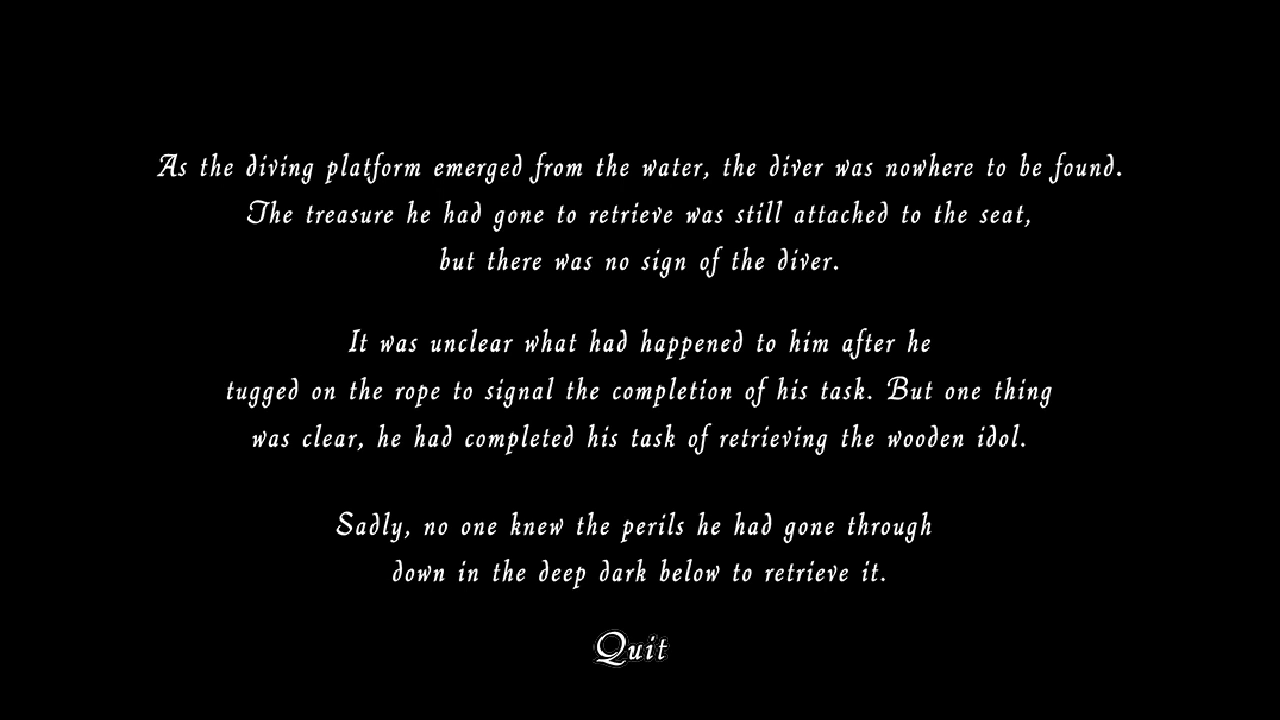 As the diving platform emerged from the water, the diver was nowhere to be found.
The treasure he had gone to retrieve was still attached to the seat,
but there was no sign of the diver.
It was unclear what had happened to him after he
tugged on the rope to signal the completion of his task. But one thing
was clear, he had completed his task of retrieving the wooden idol.
Sadly, no one knew the perils he had gone through
down in the deep dark below to retrieve it.
Quit